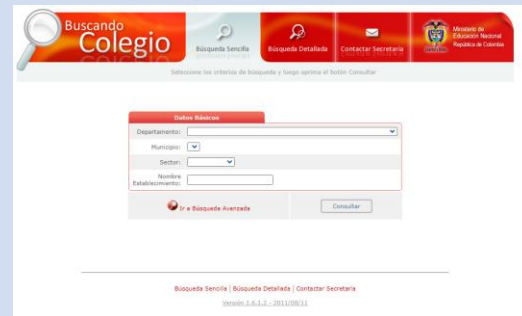 Buscando
Colegio
Búsqueda Sencilla
Búsqueda Detallada
Contactar Secretaría
Ministerio de
Educación Nacional
República de Colombia
Seleccione los criterios de búsqueda y luego oprima el botón Consultar
Datos Básicos
Departamento:
Municipio:
Sector:
Nombre
Establecimiento:
Ir a Búsqueda Avanzada
Consultar
Búsqueda Sencilla | Búsqueda Detallada | Contactar Secretaría
Versión 1.6.1.2 - 2011/08/11